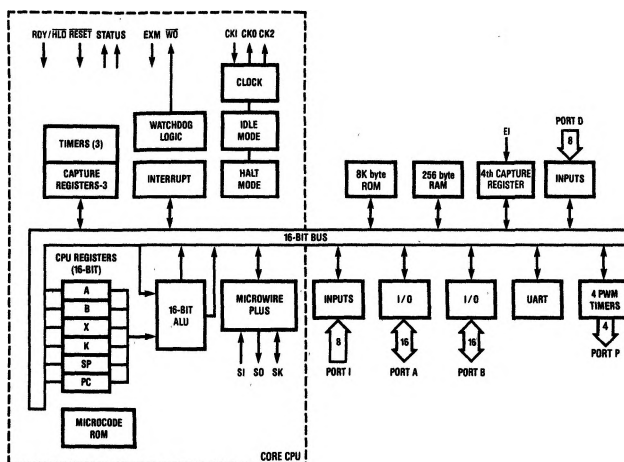 RDY/HLD RESET STATUS EXM WO CKI CKO CK2
CLOCK
TIMERS (3)
CAPTURE
REGISTERS-3
WATCHDOG
LOGIC
IDLE
MODE
INTERRUPT
HALT
MODE
PORT D
8
EI
8K byte
ROM
256 byte
RAM
4th CAPTURE
REGISTER
INPUTS
16-BIT BUS
CPU REGISTERS
(16-BIT)
A
B
X
K
SP
PC
16-BIT
ALU
MICROWIRE
PLUS
INPUTS
I/O
I/O
UART
4 PWM
TIMERS
8
16
16
4
SI SO SK
PORT I
PORT A
PORT B
PORT P
MICROCODE
ROM
CORE CPU